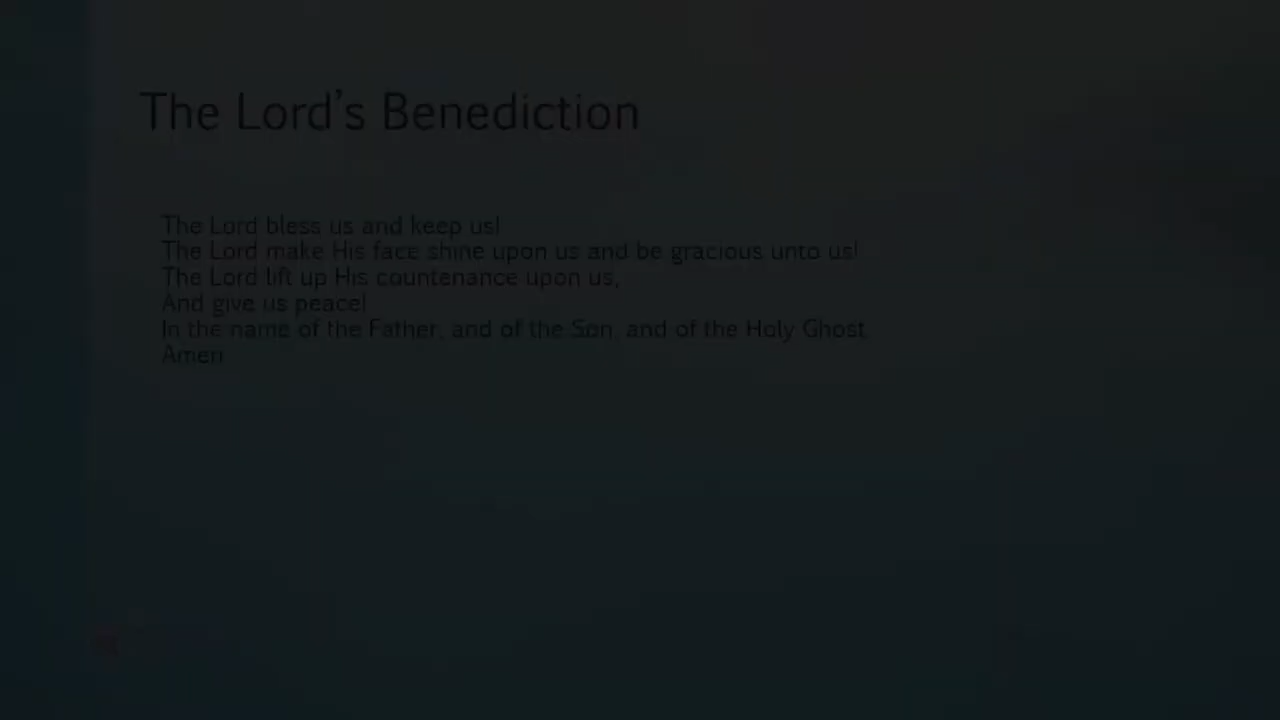 The Lord's Benediction
The Lord bless us and keep us!
The Lord make His face shine upon us and be gracious unto us!
The Lord lift up His countenance upon us,
And give us peace!
In the name of the Father, and of the Son, and of the Holy Ghost.
Amen